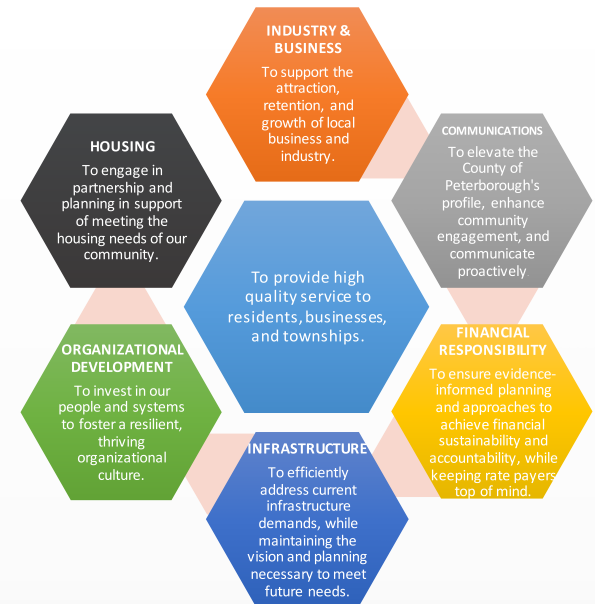 INDUSTRY &
BUSINESS
To support the
attraction,
retention, and
growth of local
business and
industry.
COMMUNICATIONS
To elevate the
County of
Peterborough's
profile, enhance
community
engagement, and
communicate
proactively
HOUSING
To engage in
partnership and
planning in support
of meeting the
housing needs of our
community.
To provide high
quality service to
residents, businesses,
and townships.
FINANCIAL
RESPONSIBILITY
To ensure evidence-
informed planning
and approaches to
achieve financial
sustainability and
accountability, while
keeping rate payers
top of mind.
ORGANIZATIONAL
DEVELOPMENT
To invest in our
people and systems
to foster a resilient,
thriving
organizational
culture.
INFRASTRUCTURE
To efficiently
address current
infrastructure
demands, while
maintaining the
vision and planning
necessary to meet
future needs.